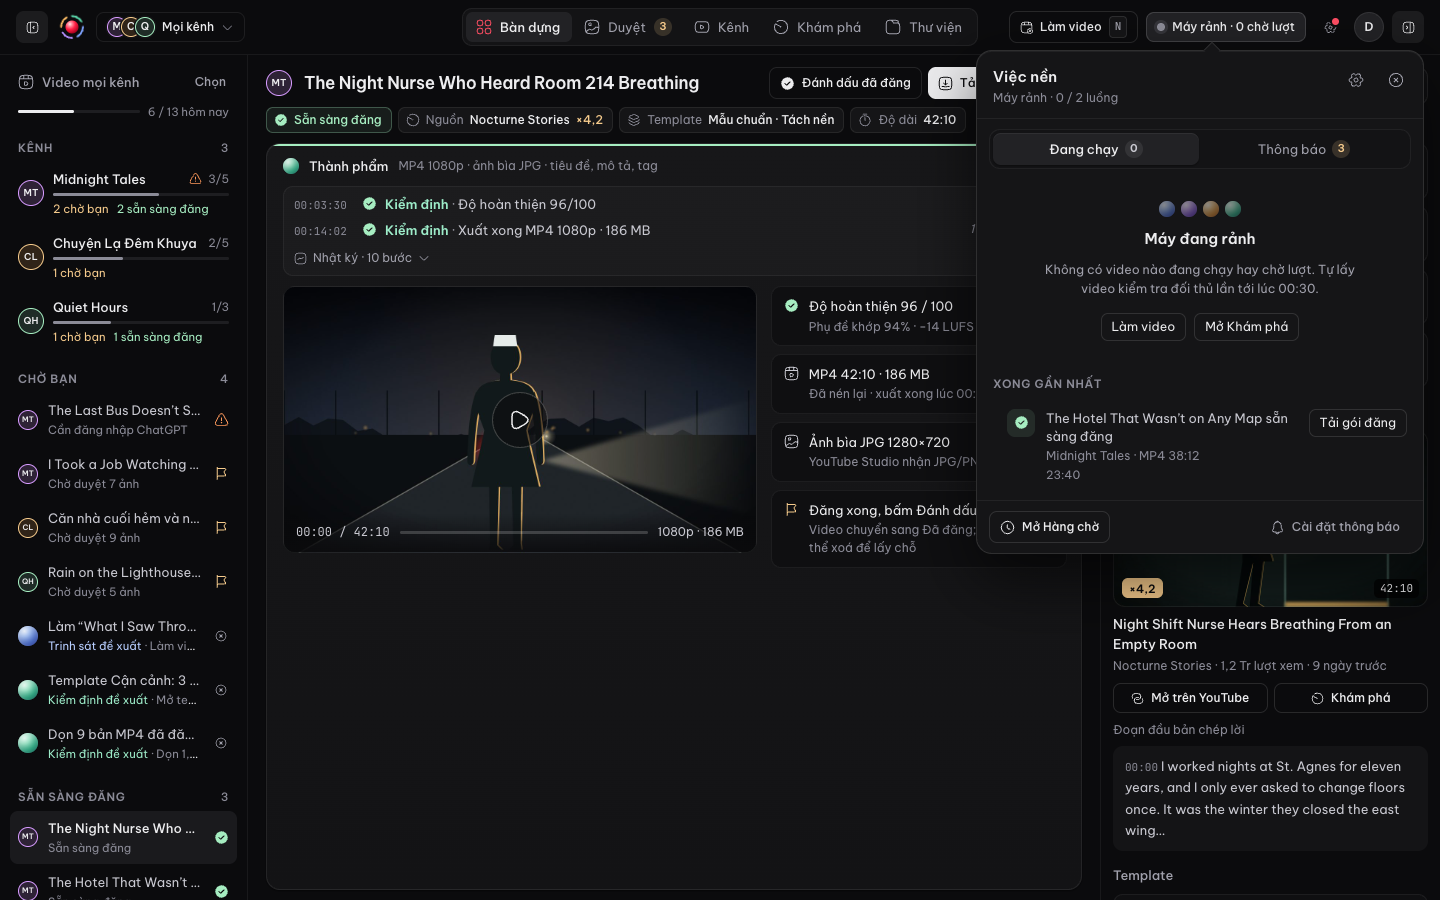 M C Q Mọi kênh
Bàn dựng
Duyệt 3
Kênh
Khám phá
Thư viện
Làm video N
Máy rảnh · 0 chờ lượt
D
Video mọi kênh
Chọn
6 / 13 hôm nay
KÊNH 3
MT Midnight Tales 3/5
2 chờ bạn 2 sẵn sàng đăng
CL Chuyện Lạ Đêm Khuya 2/5
1 chờ bạn
QH Quiet Hours 1/3
1 chờ bạn 1 sẵn sàng đăng
CHỜ BẠN 4
MT The Last Bus Doesn’t S...
Cần đăng nhập ChatGPT
MT I Took a Job Watching ...
Chờ duyệt 7 ảnh
CL Căn nhà cuối hẻm và n...
Chờ duyệt 9 ảnh
QH Rain on the Lighthouse...
Chờ duyệt 5 ảnh
Làm “What I Saw Thro...
Trinh sát đề xuất · Làm vi...
Template Cận cảnh: 3 ...
Kiểm định đề xuất · Mở te...
Dọn 9 bản MP4 đã đă...
Kiểm định đề xuất · Dọn 1,...
SẴN SÀNG ĐĂNG 3
MT The Night Nurse Who ...
Sẵn sàng đăng
MT The Hotel That Wasn’t ...
MT The Night Nurse Who Heard Room 214 Breathing
Đánh dấu đã đăng
Tả
Sẵn sàng đăng
Nguồn Nocturne Stories ×4,2
Template Mẫu chuẩn · Tách nền
Độ dài 42:10
Thành phẩm MP4 1080p · ảnh bìa JPG · tiêu đề, mô tả, tag
00:03:30 Kiểm định · Độ hoàn thiện 96/100
00:14:02 Kiểm định · Xuất xong MP4 1080p · 186 MB
Nhật ký · 10 bước
00:00 / 42:10
1080p · 186 MB
Độ hoàn thiện 96 / 100
Phụ đề khớp 94% · -14 LUFS
MP4 42:10 · 186 MB
Đã nén lại · xuất xong lúc 00:
Ảnh bìa JPG 1280×720
YouTube Studio nhận JPG/PN
Đăng xong, bấm Đánh dấu
Video chuyển sang Đã đăng;
thể xoá để lấy chỗ
Việc nền
Máy rảnh · 0 / 2 luồng
Đang chạy 0
Thông báo 3
Máy đang rảnh
Không có video nào đang chạy hay chờ lượt. Tự lấy
video kiểm tra đối thủ lần tới lúc 00:30.
Làm video
Mở Khám phá
XONG GẦN NHẤT
The Hotel That Wasn’t on Any Map sẵn
sàng đăng
Midnight Tales · MP4 38:12
23:40
Tải gói đăng
Mở Hàng chờ
Cài đặt thông báo
×4,2
42:10
Night Shift Nurse Hears Breathing From an
Empty Room
Nocturne Stories · 1,2 Tr lượt xem · 9 ngày trước
Mở trên YouTube
Khám phá
Đoạn đầu bản chép lời
00:00 I worked nights at St. Agnes for eleven
years, and I only ever asked to change floors
once. It was the winter they closed the east
wing…
Template